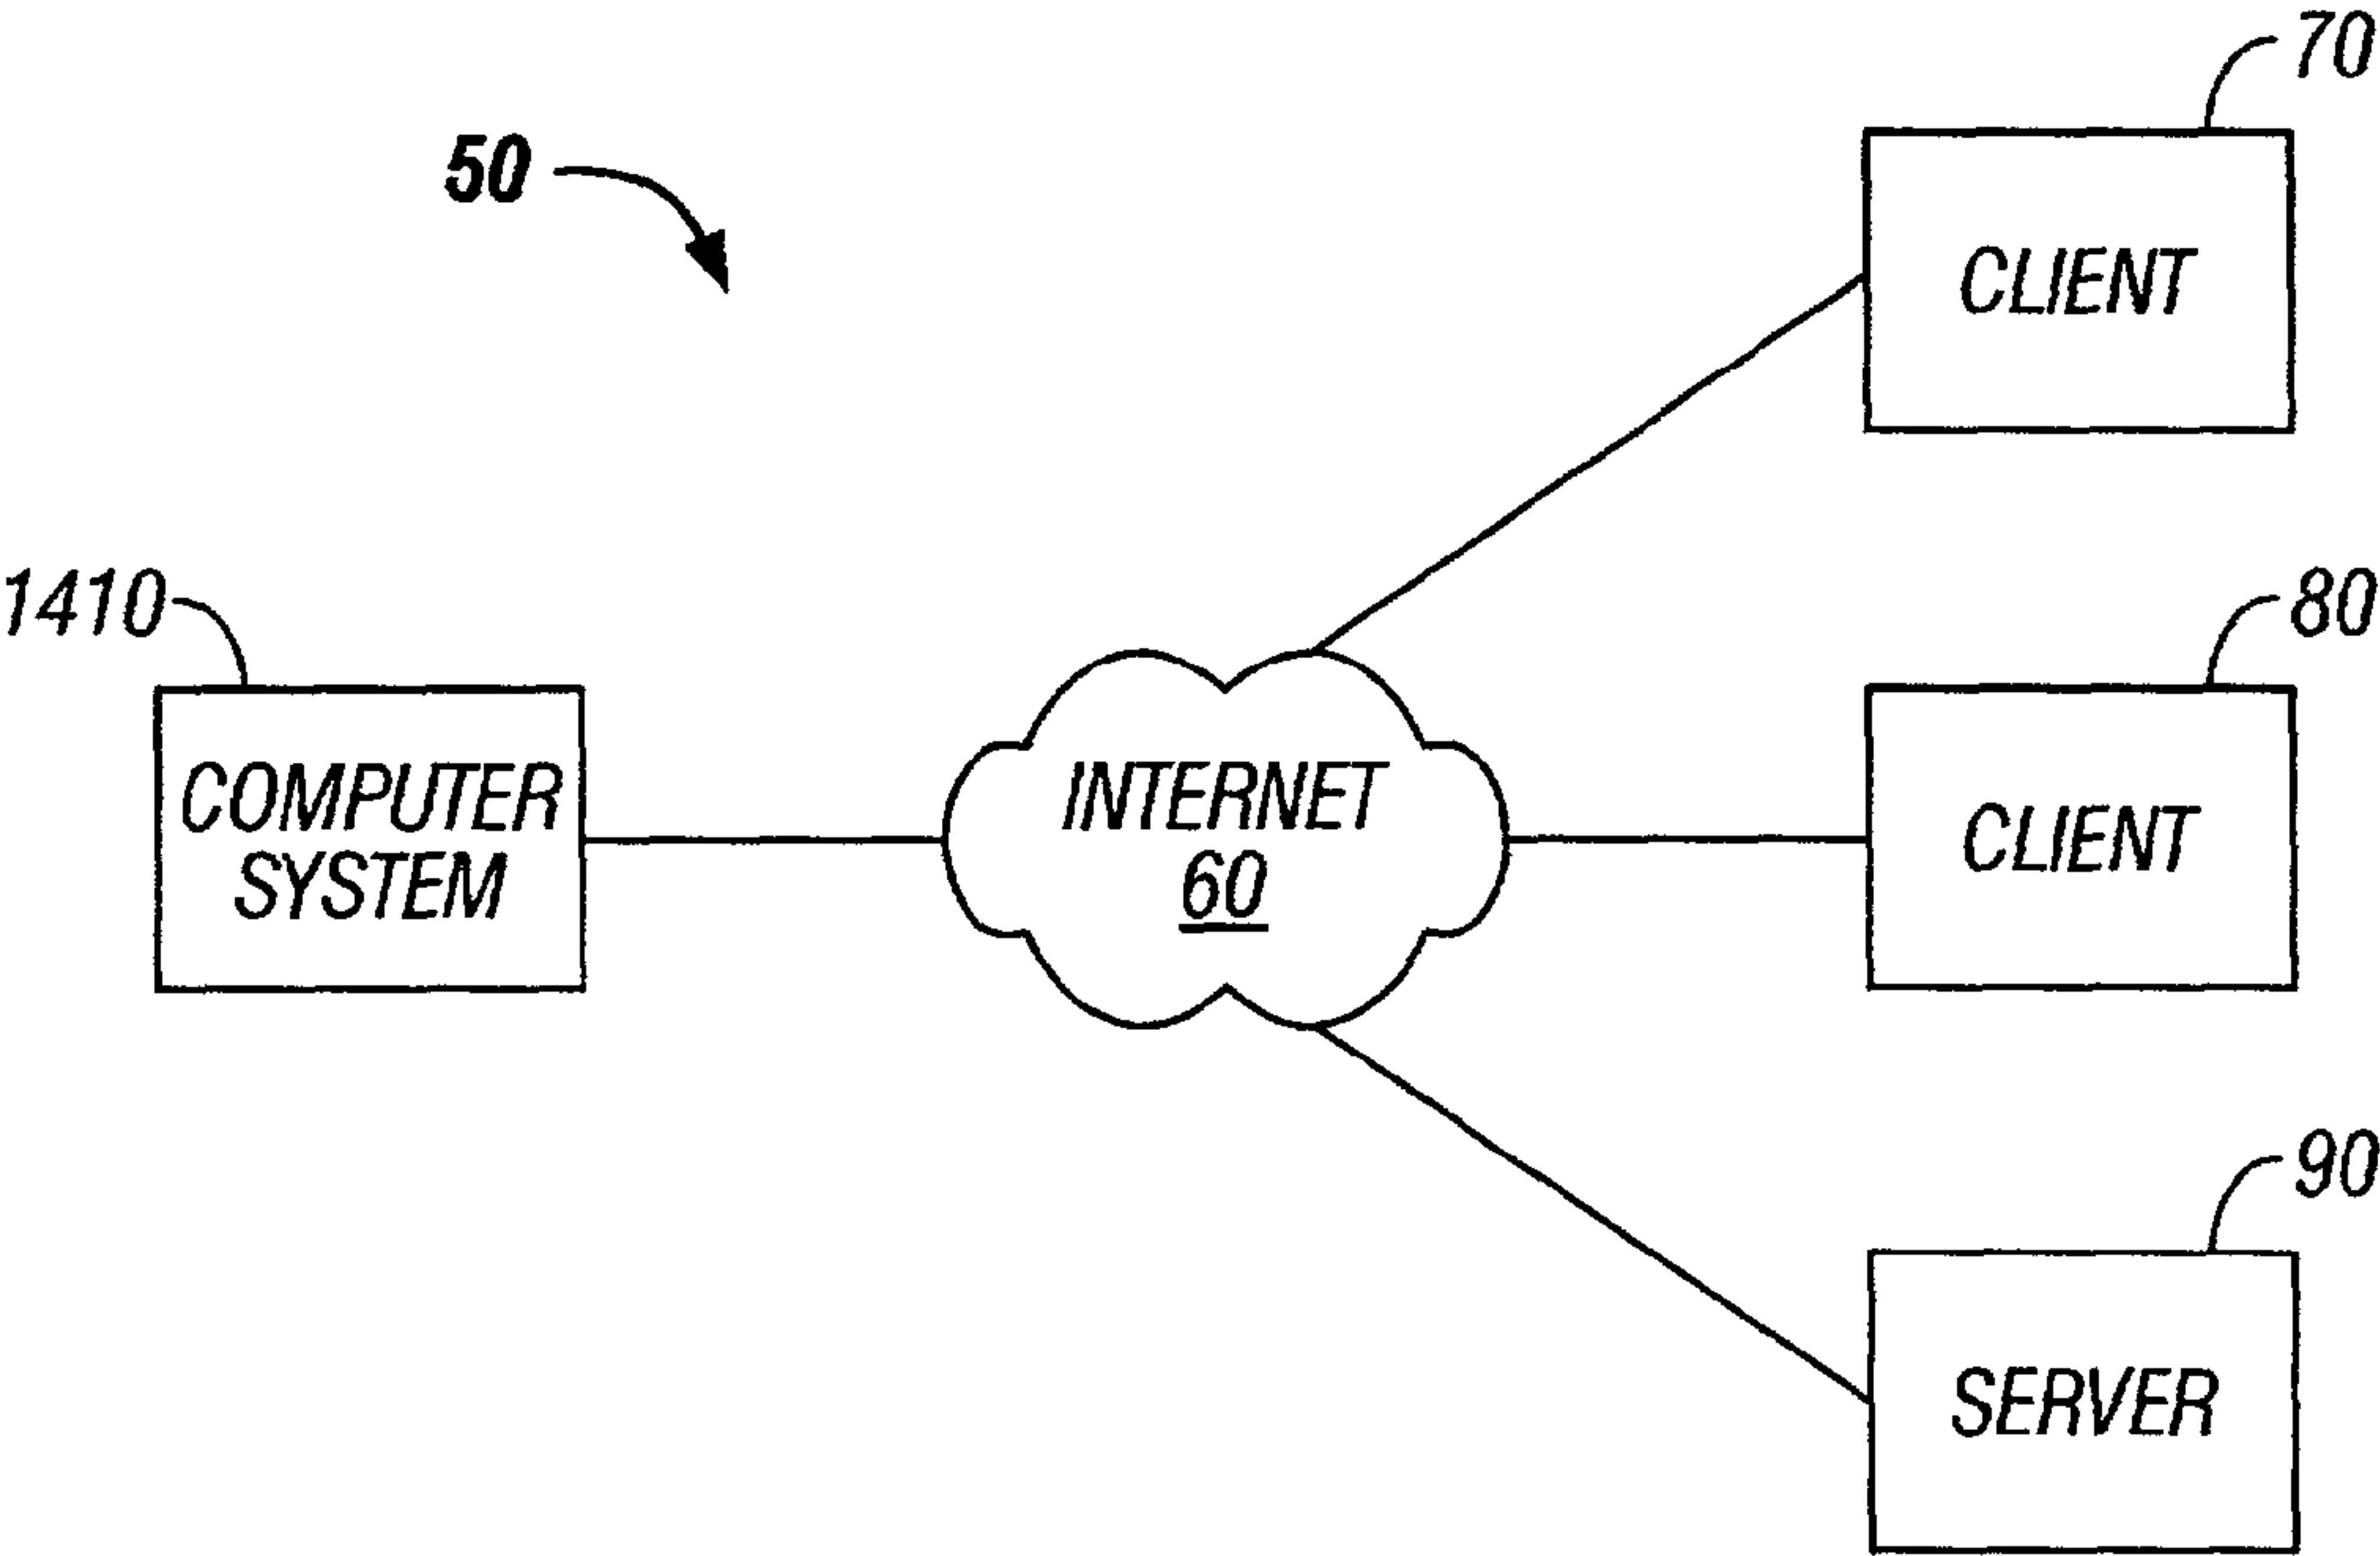 70
50
CLIENT
1410
80
COMPUTER
SYSTEM
INTERNET
60
CLIENT
90
SERVER